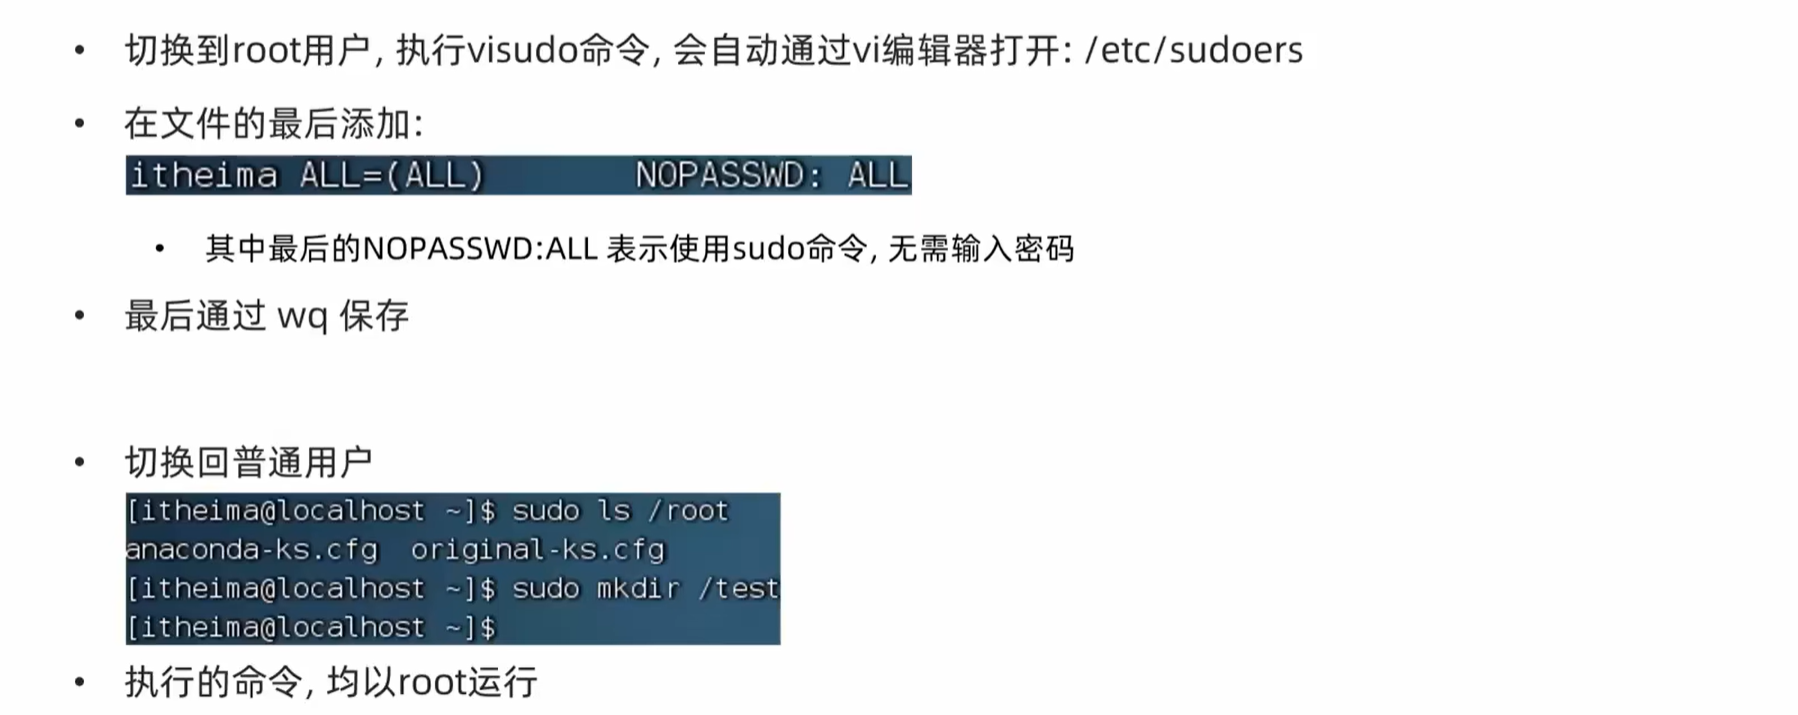 • 切换到root用户, 执行visudo命令, 会自动通过vi编辑器打开: /etc/sudoers
• 在文件的最后添加:
itheima ALL=(ALL)       NOPASSWD: ALL
• 其中最后的NOPASSWD:ALL 表示使用sudo命令, 无需输入密码
• 最后通过 wq 保存
• 切换回普通用户
[itheima@localhost ~]$ sudo ls /root
anaconda-ks.cfg  original-ks.cfg
[itheima@localhost ~]$ sudo mkdir /test
[itheima@localhost ~]$
• 执行的命令, 均以root运行